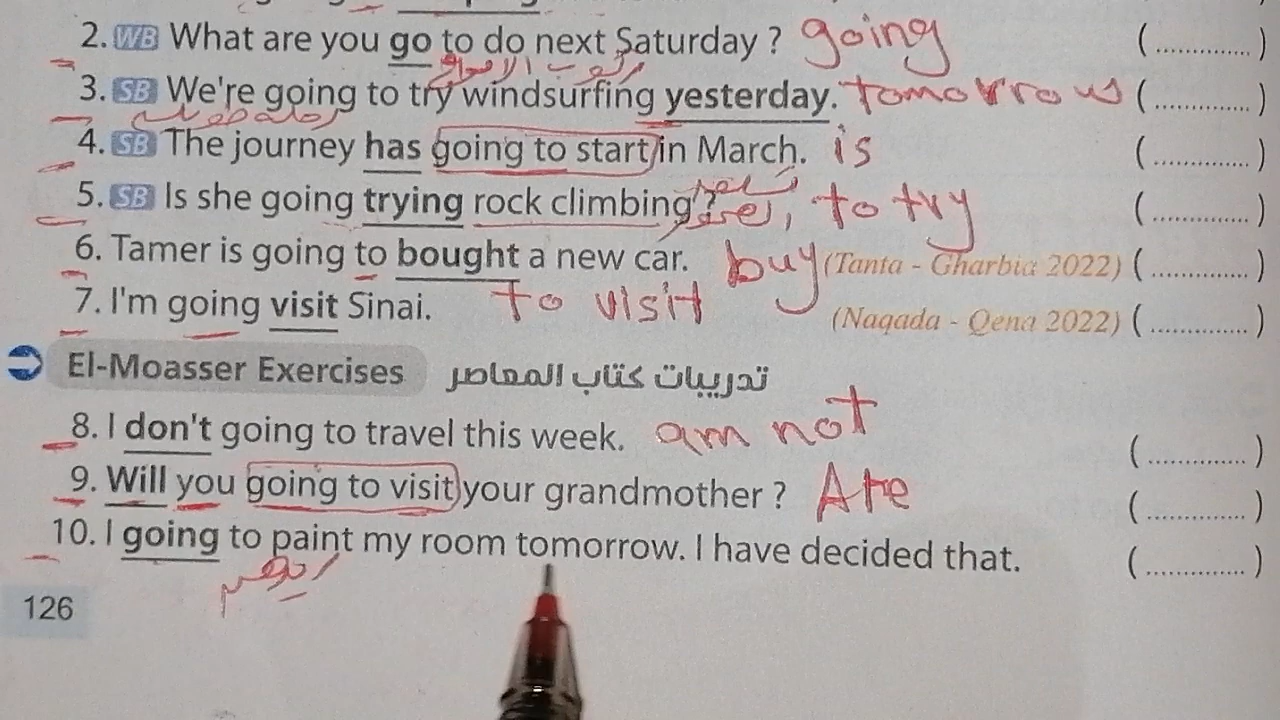 2. WB What are you go to do next Saturday ? going (..............)
ركوب الامواج
3. SB We're going to try windsurfing yesterday. tomorrow (..............)
4. SB The journey has going to start in March. is (..............)
5. SB Is she going trying rock climbing ? to try (..............)
6. Tamer is going to bought a new car. buy (Tanta - Gharbia 2022) (..............)
7. I'm going visit Sinai. to visit (Naqada - Qena 2022) (..............)
El-Moasser Exercises تدريبات كتاب المعاصر
8. I don't going to travel this week. am not (..............)
9. Will you going to visit your grandmother ? Are (..............)
10. I going to paint my room tomorrow. I have decided that. (..............)
126